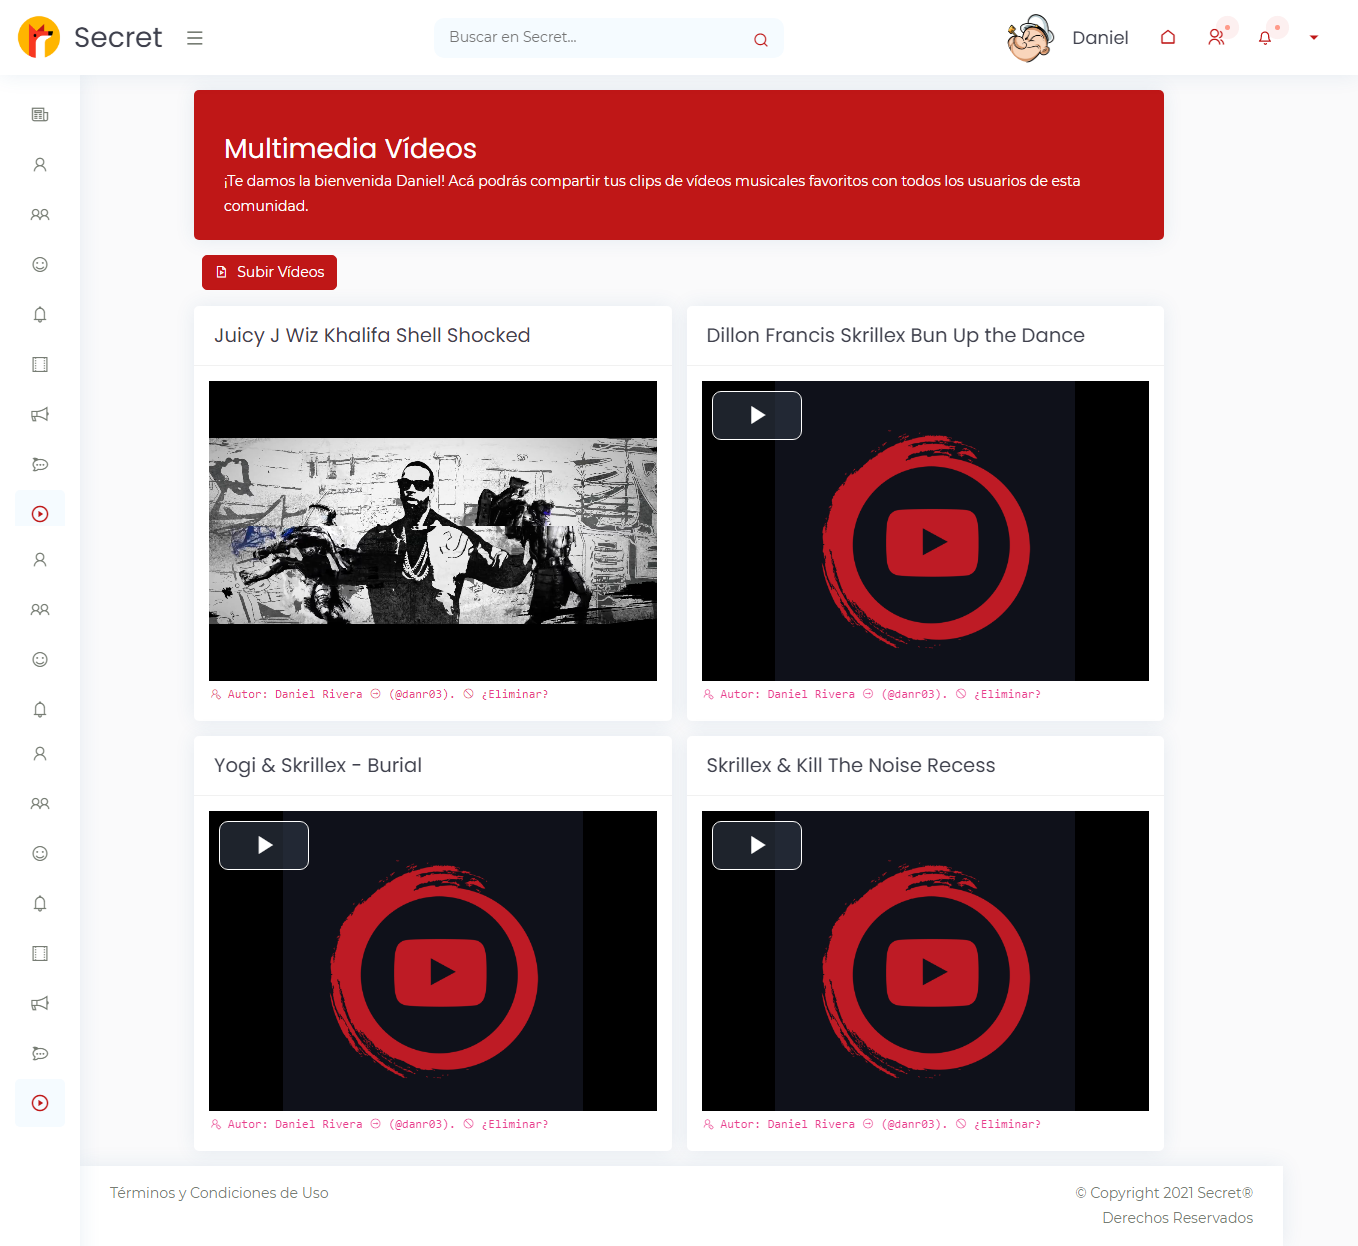 Secret
Buscar en Secret...
Daniel
Multimedia Vídeos
¡Te damos la bienvenida Daniel! Acá podrás compartir tus clips de vídeos musicales favoritos con todos los usuarios de esta
comunidad.
Subir Vídeos
Juicy J Wiz Khalifa Shell Shocked
Dillon Francis Skrillex Bun Up the Dance
Autor: Daniel Rivera (@danr03). ¿Eliminar?
Autor: Daniel Rivera (@danr03). ¿Eliminar?
Yogi & Skrillex - Burial
Skrillex & Kill The Noise Recess
Autor: Daniel Rivera (@danr03). ¿Eliminar?
Autor: Daniel Rivera (@danr03). ¿Eliminar?
Términos y Condiciones de Uso
© Copyright 2021 Secret®
Derechos Reservados